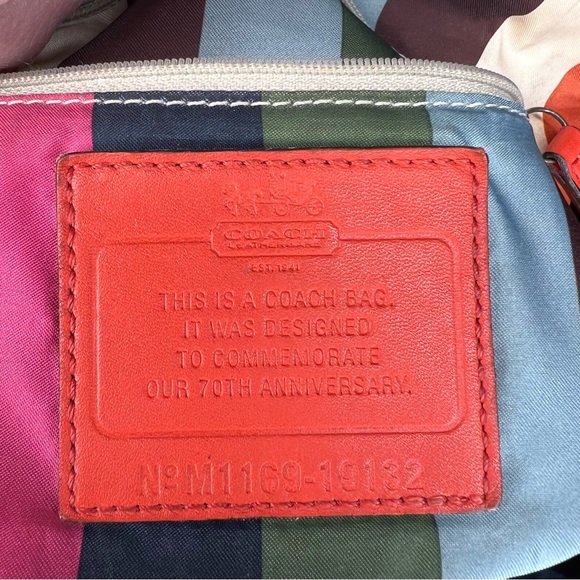 COACH
LEATHERWARE
EST. 1941
THIS IS A COACH BAG.
IT WAS DESIGNED
TO COMMEMORATE
OUR 70TH ANNIVERSARY.
No M1169-19132